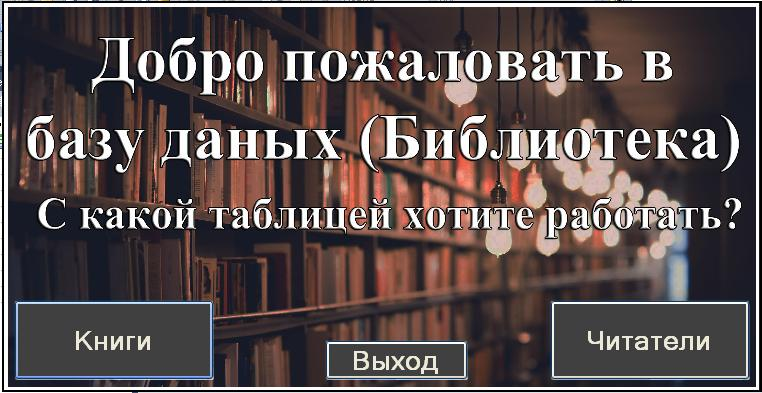 Добро пожаловать в
базу даных (Библиотека)
С какой таблицей хотите работать?
Книги
Выход
Читатели